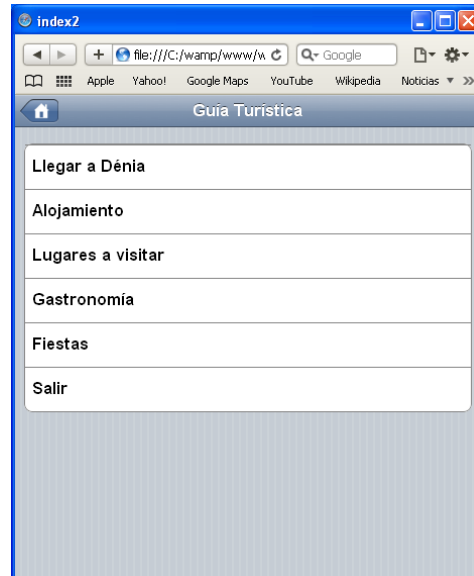 index2
file:///C:/wamp/www/w
Google
Apple Yahoo! Google Maps YouTube Wikipedia Noticias
Guía Turística
Llegar a Dénia
Alojamiento
Lugares a visitar
Gastronomía
Fiestas
Salir